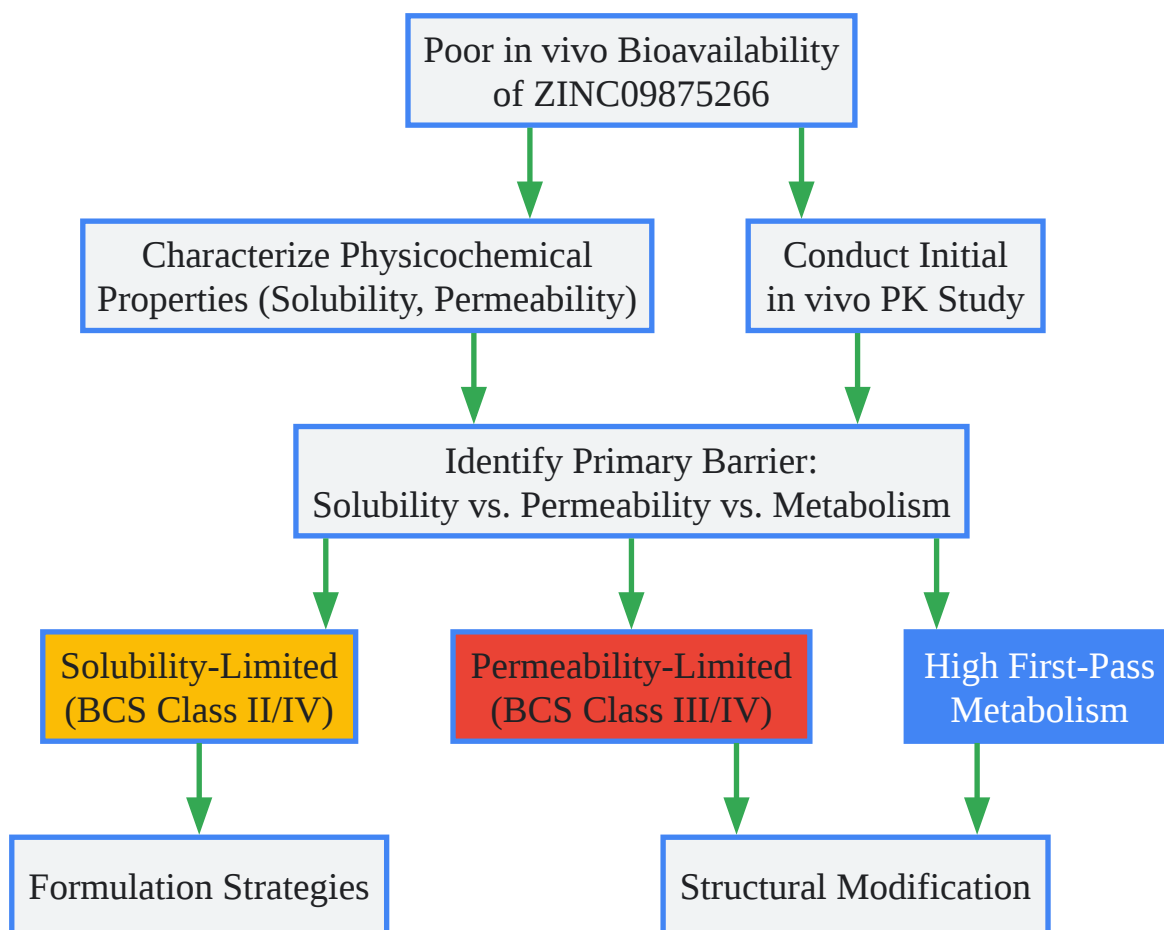 Poor in vivo Bioavailability
of ZINC09875266
Characterize Physicochemical
Properties (Solubility, Permeability)
Conduct Initial
in vivo PK Study
Identify Primary Barrier:
Solubility vs. Permeability vs. Metabolism
Solubility-Limited
(BCS Class II/IV)
Permeability-Limited
(BCS Class III/IV)
High First-Pass
Metabolism
Formulation Strategies
Structural Modification